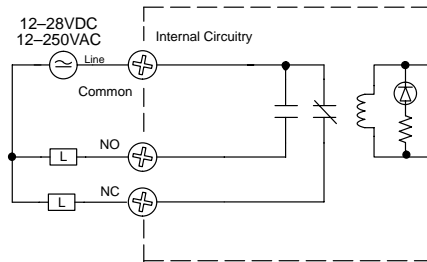 12–28VDC
12–250VAC
Internal Circuitry
Line
Common
NO
L
NC
L